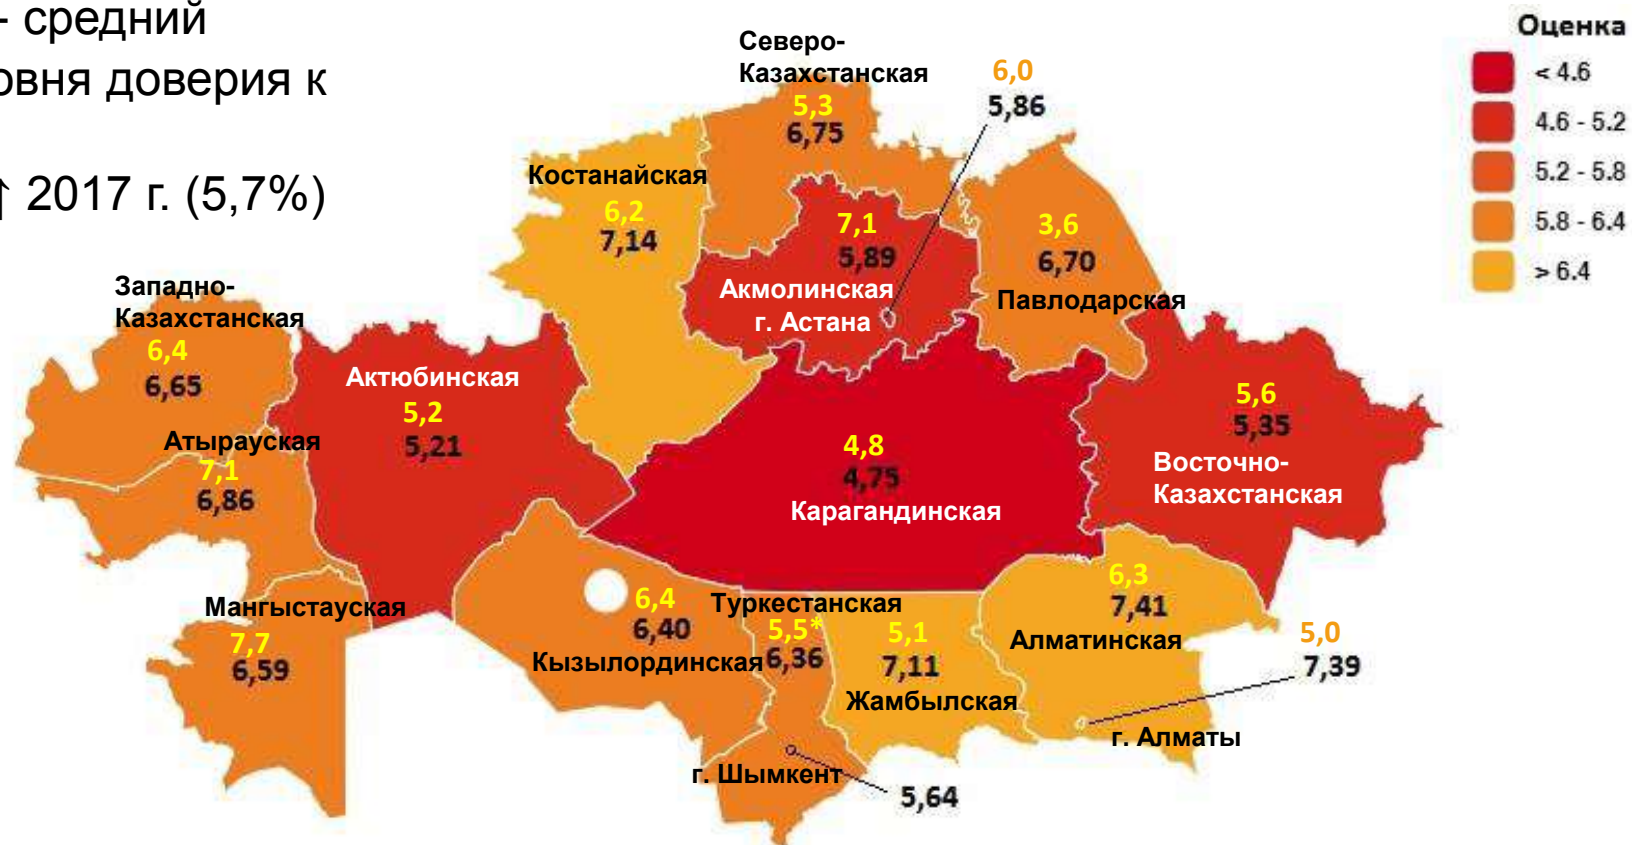 - средний
овня доверия к
↑ 2017 г. (5,7%)
Оценка
< 4.6
4.6 - 5.2
5.2 - 5.8
5.8 - 6.4
> 6.4
Северо-
Казахстанская
5,3
6,75
6,0
5,86
Костанайская
6,2
7,14
7,1
5,89
Акмолинская
г. Астана
3,6
6,70
Павлодарская
Западно-
Казахстанская
6,4
6,65
Актюбинская
5,2
5,21
Атырауская
7,1
6,86
4,8
4,75
Карагандинская
5,6
5,35
Восточно-
Казахстанская
Мангыстауская
7,7
6,59
6,4
6,40
Кызылординская
Туркестанская
5,5*
6,36
5,1
7,11
Жамбылская
6,3
7,41
Алматинская
5,0
7,39
г. Алматы
г. Шымкент
5,64